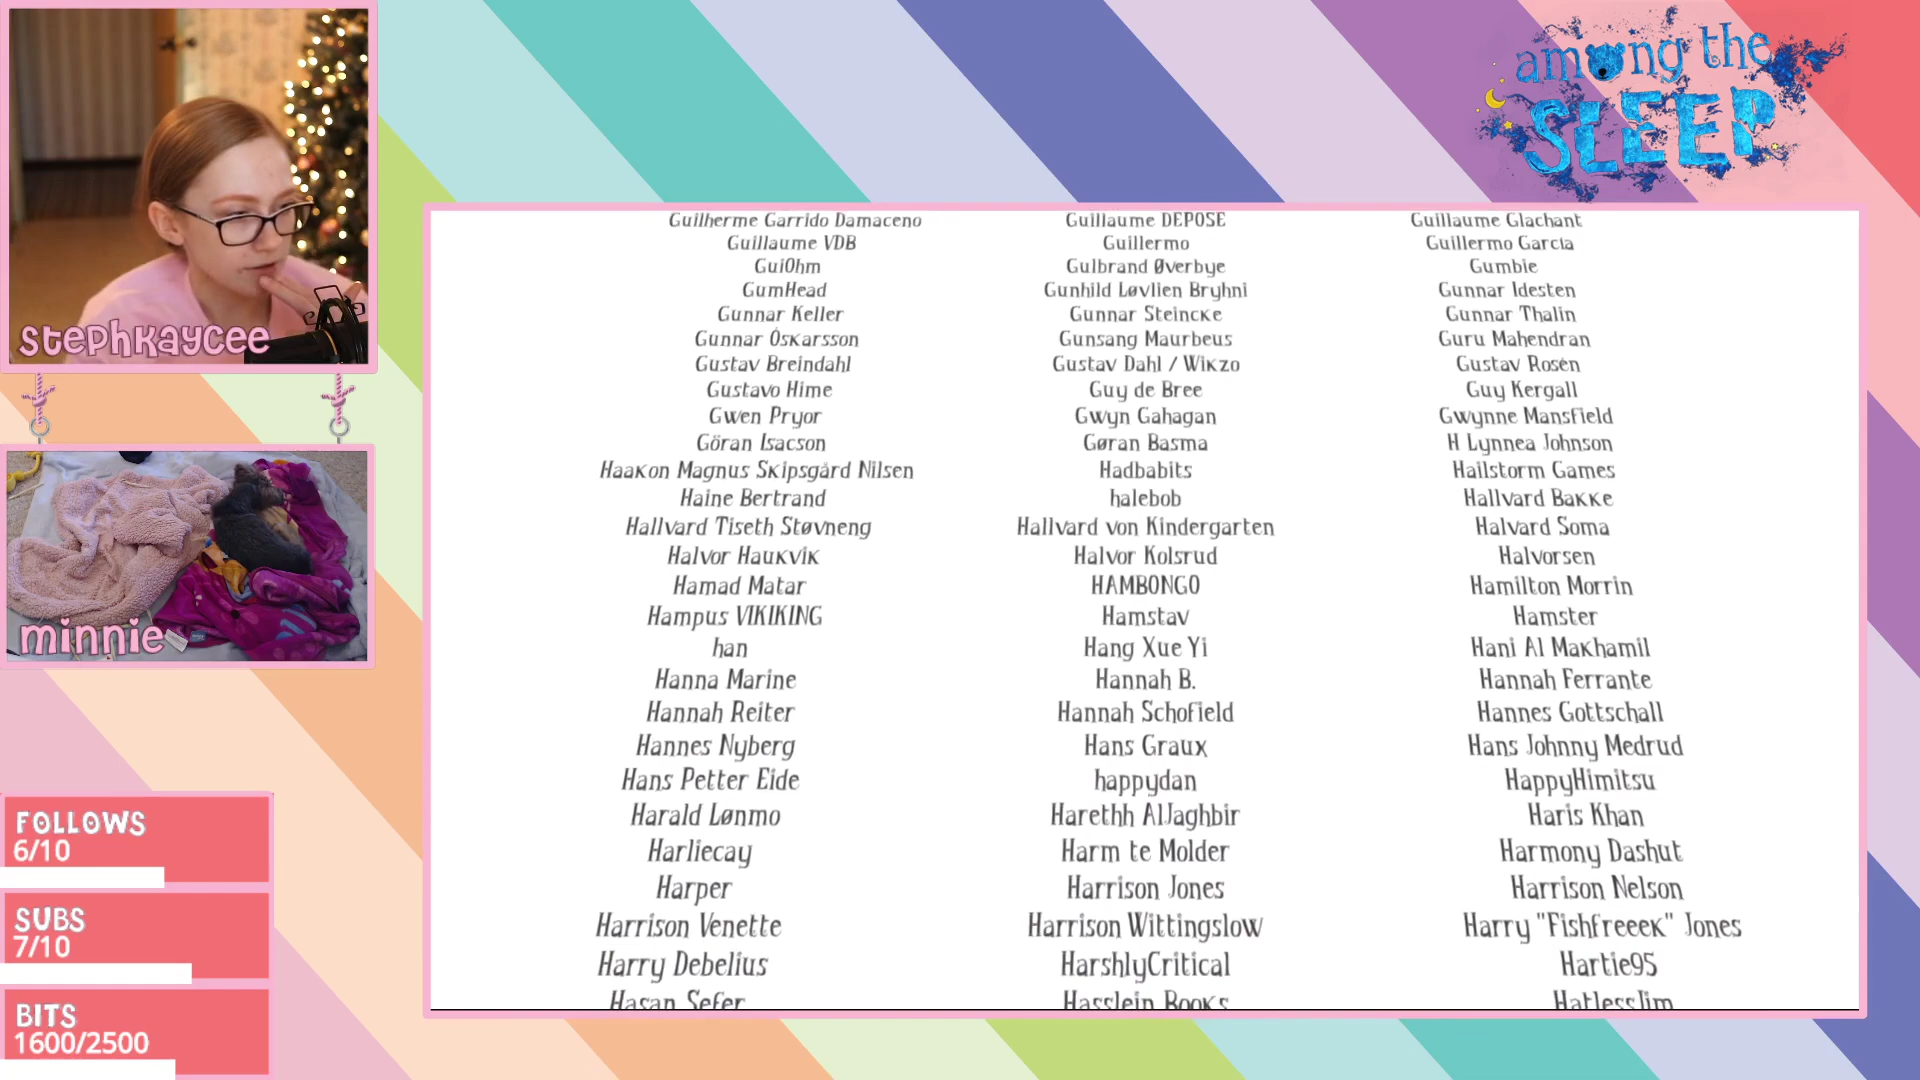 stephkaycee
minnie
FOLLOWS
6/10
SUBS
7/10
BITS
1600/2500
among the
SLEEP
Guilherme Garrido Damaceno Guillaume DEPOSE Guillaume Glachant
Guillaume VDB Guillermo Guillermo García
GuiOhm Gulbrand Øverbye Gumbie
GumHead Gunhild Løvlien Bryhni Gunnar Idesten
Gunnar Keller Gunnar Steincke Gunnar Thalin
Gunnar Óskarsson Gunsang Maurbeus Guru Mahendran
Gustav Breindahl Gustav Dahl / Wikzo Gustav Rosén
Gustavo Hime Guy de Bree Guy Kergall
Gwen Pryor Gwyn Gahagan Gwynne Mansfield
Göran Isacson Gøran Basma H Lynnea Johnson
Haakon Magnus Skipsgård Nilsen Hadbabits Hailstorm Games
Haine Bertrand halebob Hallvard Bakke
Hallvard Tiseth Støvneng Hallvard von Kindergarten Halvard Soma
Halvor Haukvik Halvor Kolsrud Halvorsen
Hamad Matar HAMBONGO Hamilton Morrin
Hampus VIKIKING Hamstav Hamster
han Hang Xue Yi Hani Al Makhamil
Hanna Marine Hannah B. Hannah Ferrante
Hannah Reiter Hannah Schofield Hannes Gottschall
Hannes Nyberg Hans Graux Hans Johnny Medrud
Hans Petter Eide happydan HappyHimitsu
Harald Lønmo Harethh AlJaghbir Haris Khan
Harliecay Harm te Molder Harmony Dashut
Harper Harrison Jones Harrison Nelson
Harrison Venette Harrison Wittingslow Harry "Fishfreeek" Jones
Harry Debelius HarshlyCritical Hartie95
Hasan Sefer Hasslein Books HatlessJim